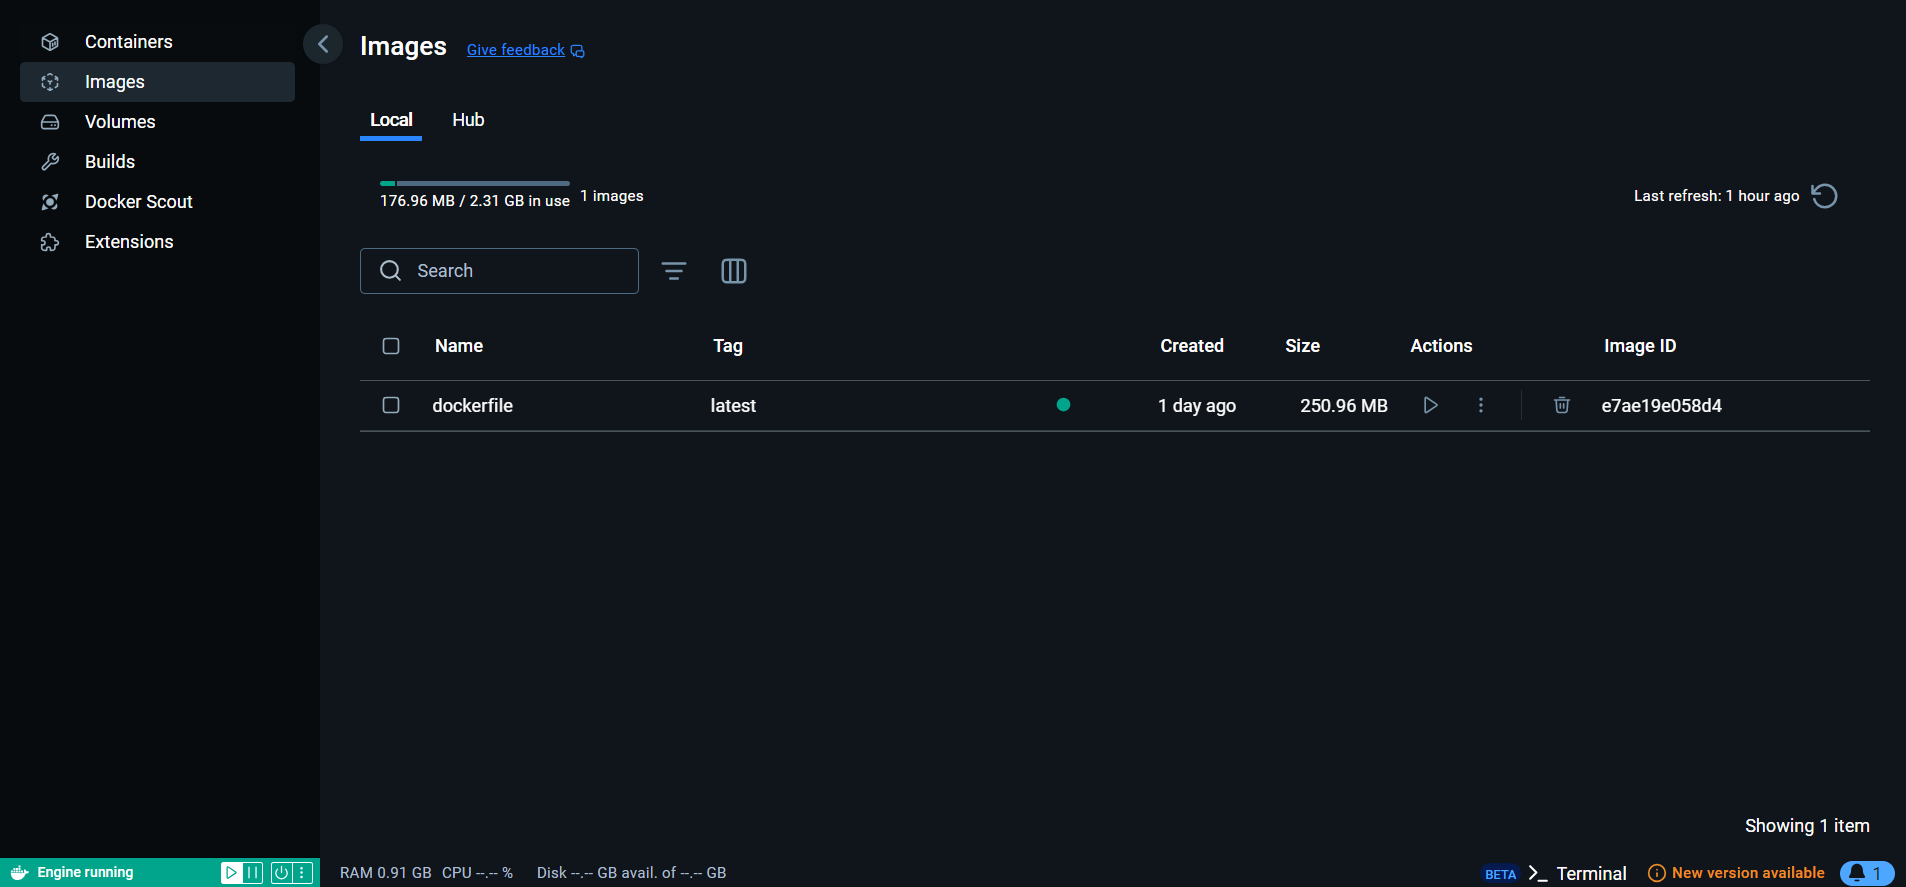 Containers
Images
Volumes
Builds
Docker Scout
Extensions
Images Give feedback
Local Hub
176.96 MB / 2.31 GB in use 1 images
Last refresh: 1 hour ago
Search
Name Tag Created Size Actions Image ID
dockerfile latest 1 day ago 250.96 MB e7ae19e058d4
Showing 1 item
Engine running RAM 0.91 GB CPU --.-- % Disk --.-- GB avail. of --.-- GB BETA Terminal New version available 1